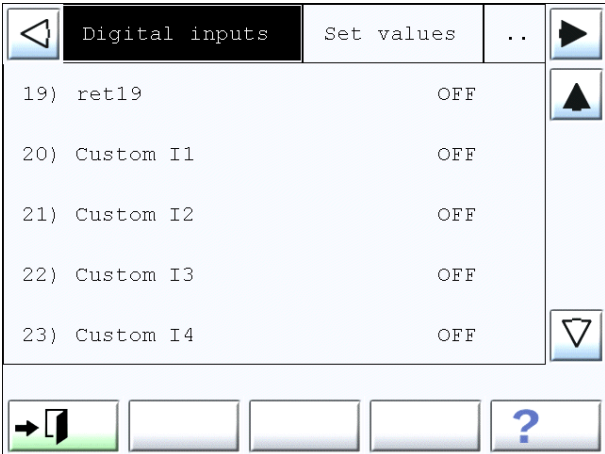 Digital inputs Set values ..
19) ret19 OFF
20) Custom I1 OFF
21) Custom I2 OFF
22) Custom I3 OFF
23) Custom I4 OFF
?